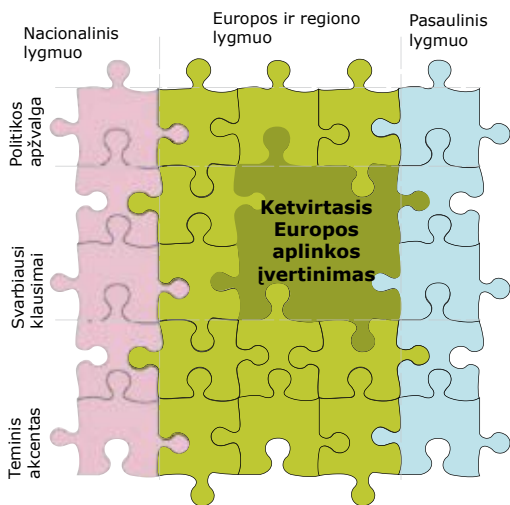 Nacionalinis
lygmuo
Europos ir regiono
lygmuo
Pasaulinis
lygmuo
Politikos
apžvalga
Ketvirtasis
Europos
aplinkos
įvertinimas
Svarbiausi
klausimai
Teminis
akcentas